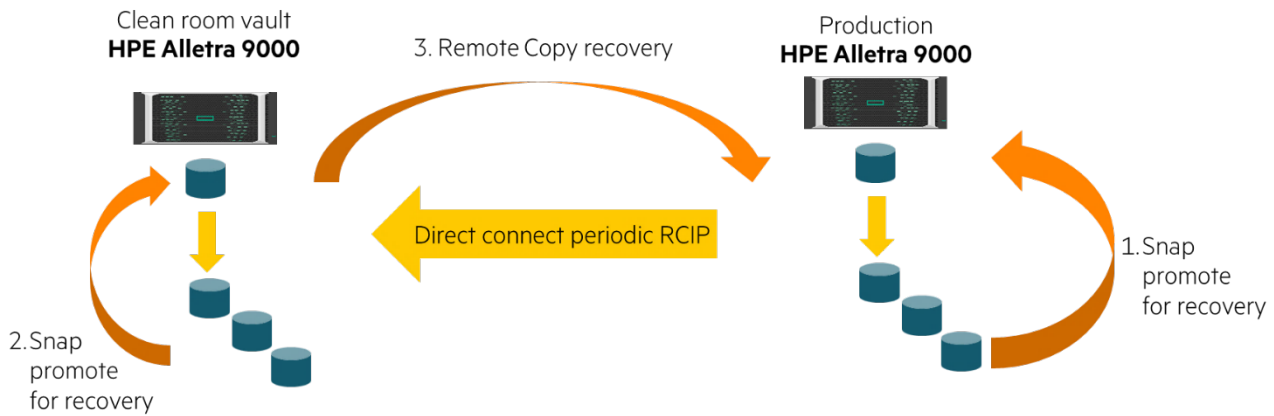 Clean room vault
HPE Alletra 9000
3. Remote Copy recovery
Production
HPE Alletra 9000
Direct connect periodic RCIP
1. Snap
promote
for recovery
2. Snap
promote
for recovery